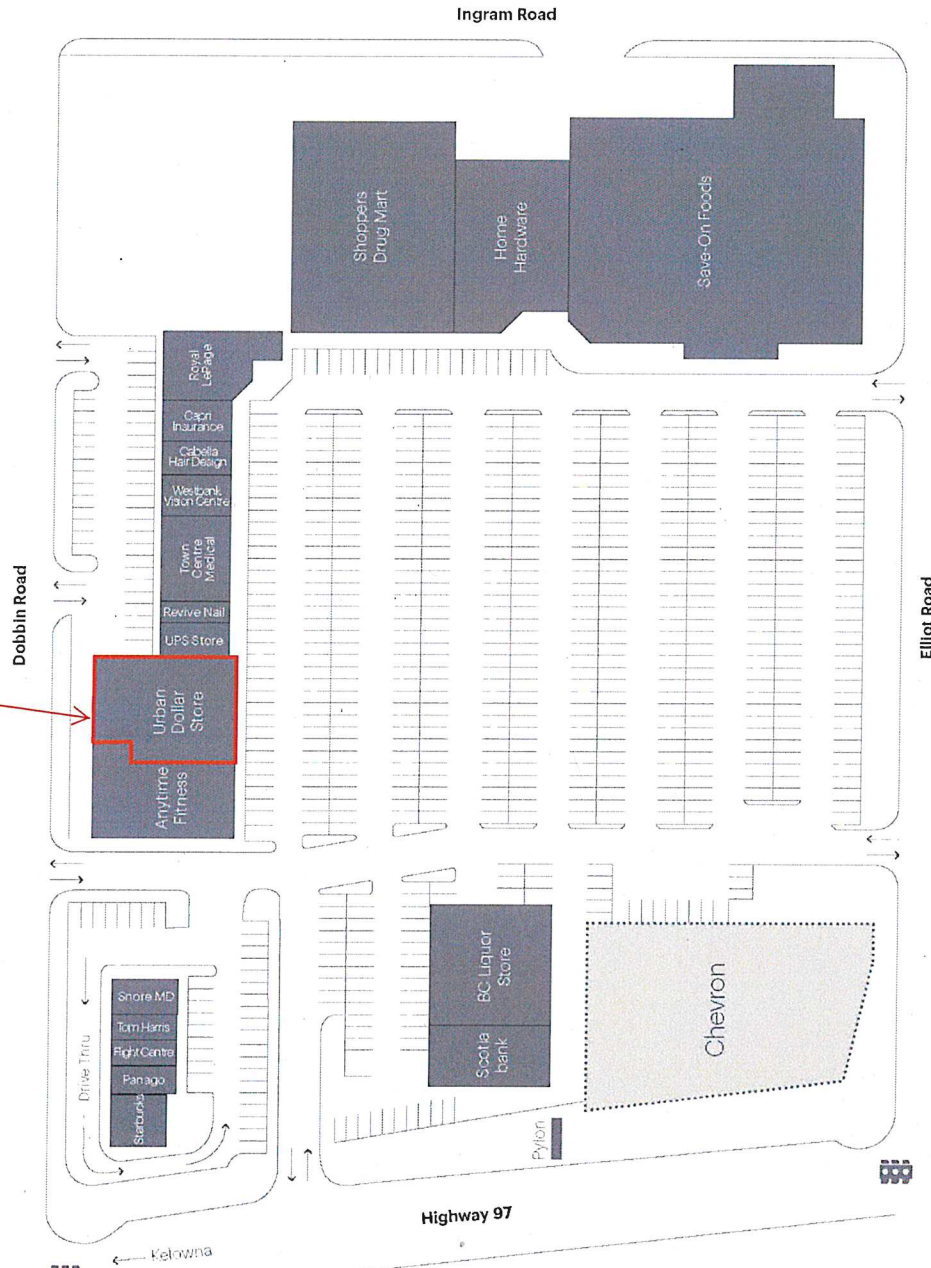 Ingram Road
Shoppers
Drug Mart
Home
Hardware
Save-On Foods
Royal
LePage
Capri
Insurance
Cabella
Hair Design
Westbank
Vision Centre
Town
Centre
Medical
Revive Nail
UPS Store
Urban
Dollar
Store
Anytime
Fitness
Dobbin Road
Elliot Road
Snore MD
Tom Harris
Flight Centre
Panago
Starbucks
Drive Thru
BC Liquor
Store
Scotia
bank
Chevron
Pylon
Highway 97
Kelowna